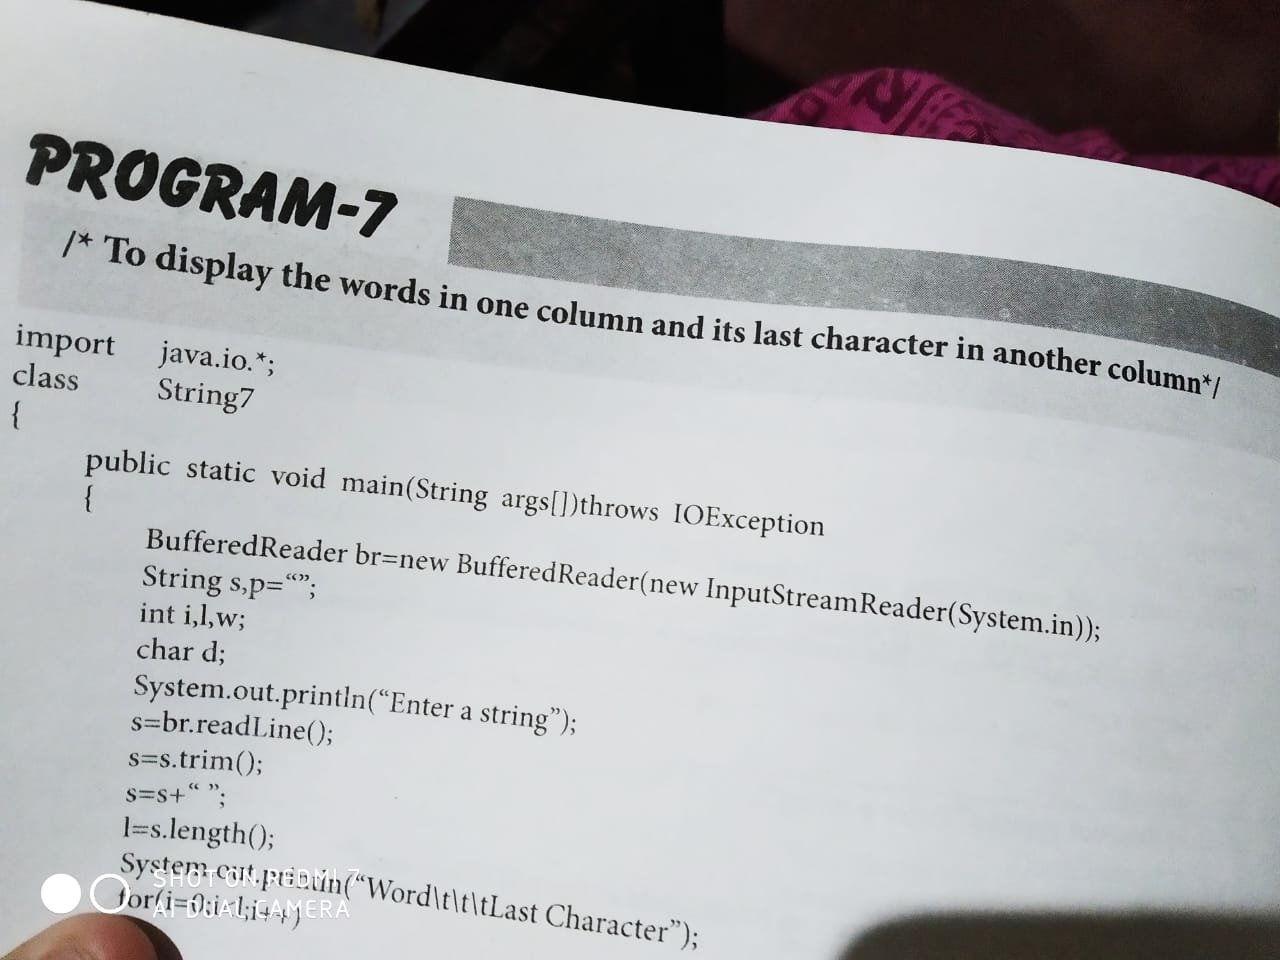 PROGRAM-7
/* To display the words in one column and its last character in another column*/
import java.io.*;
class String7
{
public static void main(String args[])throws IOException
{
BufferedReader br=new BufferedReader(new InputStreamReader(System.in));
String s,p=“”;
int i,l,w;
char d;
System.out.println(“Enter a string”);
s=br.readLine();
s=s.trim();
s=s+“ ”;
l=s.length();
System.out.println(“Word\t\t\tLast Character”);
for(i=0;i<l;i++)
SHOT ON REDMI 7
AI DUAL CAMERA